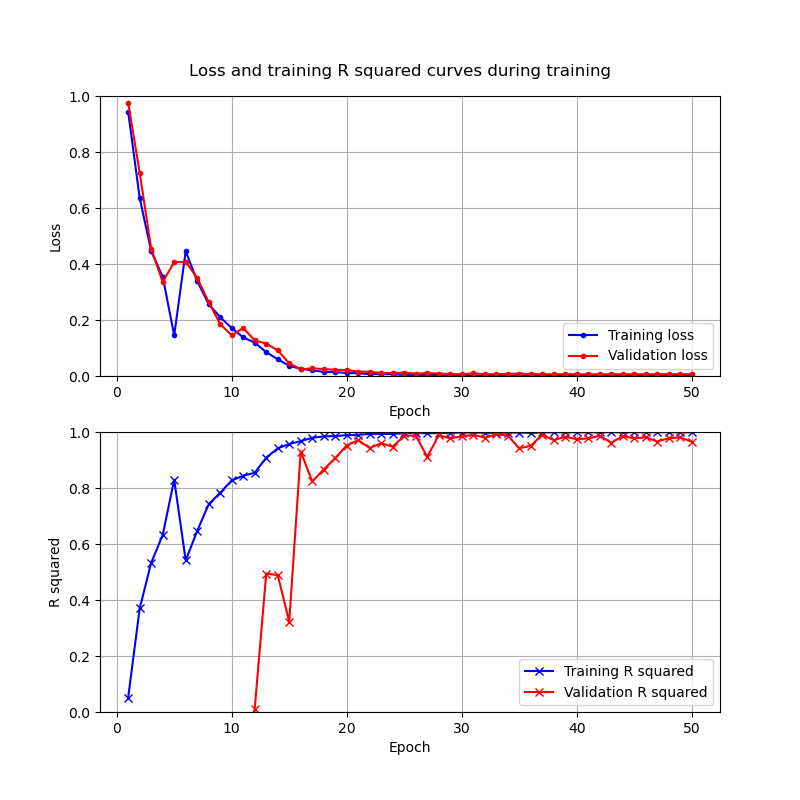 Loss and training R squared curves during training
1.0
0.8
0.6
0.4
0.2
0.0
Loss
Training loss
Validation loss
0 10 20 30 40 50
Epoch
1.0
0.8
0.6
0.4
0.2
0.0
R squared
Training R squared
Validation R squared
0 10 20 30 40 50
Epoch